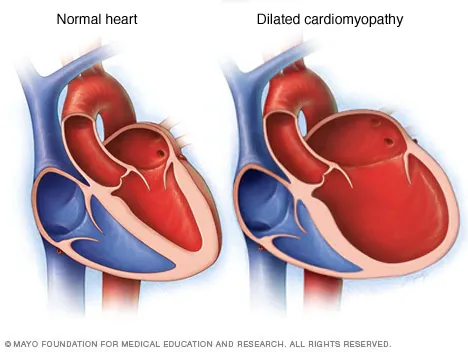 Normal heart
Dilated cardiomyopathy
© MAYO FOUNDATION FOR MEDICAL EDUCATION AND RESEARCH. ALL RIGHTS RESERVED.